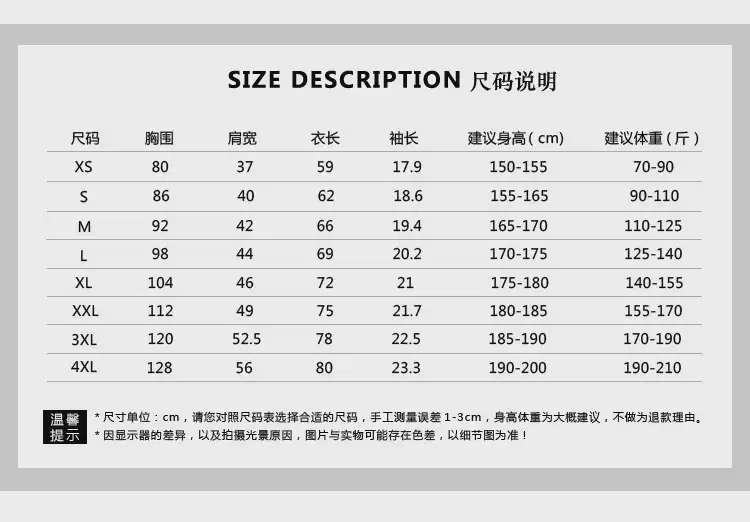 SIZE DESCRIPTION 尺码说明
尺码 胸围 肩宽 衣长 袖长 建议身高(cm) 建议体重(斤)
XS 80 37 59 17.9 150-155 70-90
S 86 40 62 18.6 155-165 90-110
M 92 42 66 19.4 165-170 110-125
L 98 44 69 20.2 170-175 125-140
XL 104 46 72 21 175-180 140-155
XXL 112 49 75 21.7 180-185 155-170
3XL 120 52.5 78 22.5 185-190 170-190
4XL 128 56 80 23.3 190-200 190-210
温馨提示
*尺寸单位：cm，请您对照尺码表选择合适的尺码，手工测量误差1-3cm，身高体重为大概建议，不做为退款理由。
*因显示器的差异，以及拍摄光景原因，图片与实物可能存在色差，以细节图为准！